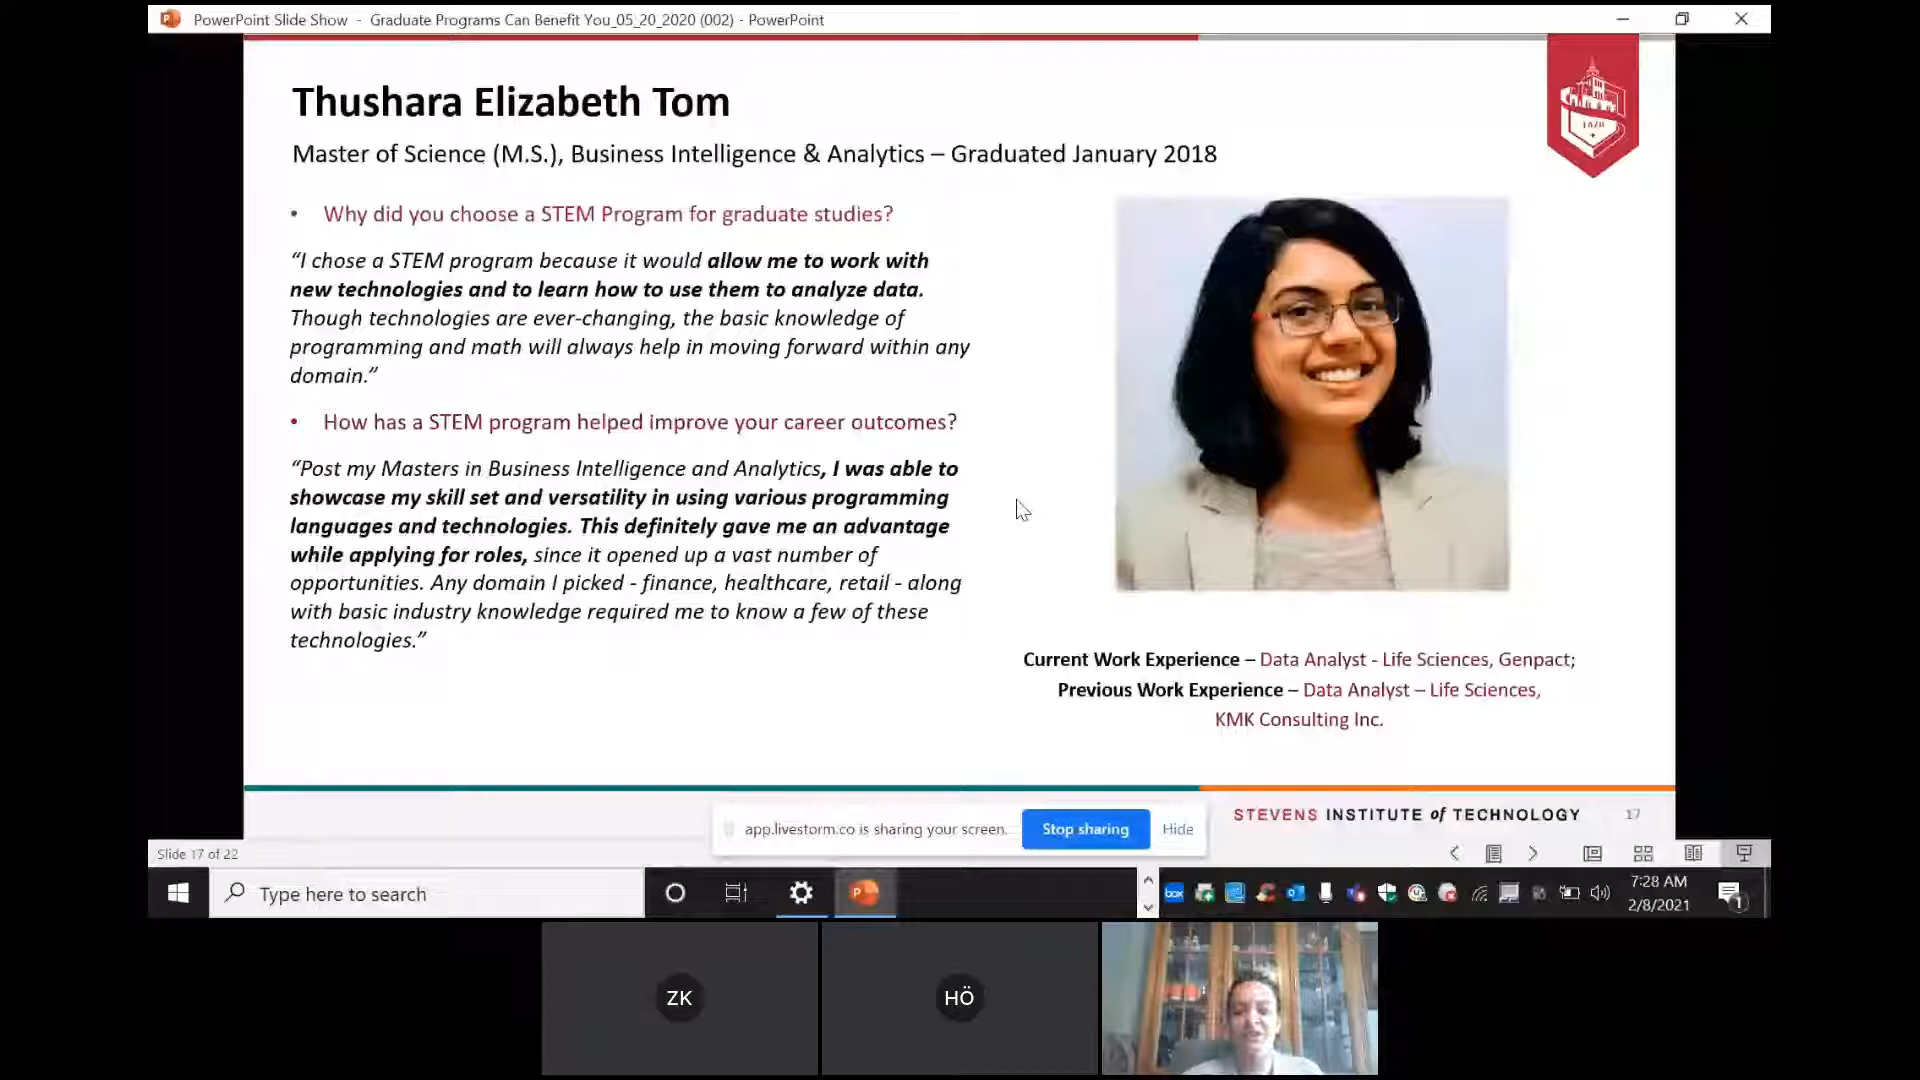 PowerPoint Slide Show - Graduate Programs Can Benefit You_05_20_2020 (002) - PowerPoint
Thushara Elizabeth Tom
Master of Science (M.S.), Business Intelligence & Analytics – Graduated January 2018
1870
• Why did you choose a STEM Program for graduate studies?
“I chose a STEM program because it would allow me to work with
new technologies and to learn how to use them to analyze data.
Though technologies are ever-changing, the basic knowledge of
programming and math will always help in moving forward within any
domain.”
• How has a STEM program helped improve your career outcomes?
“Post my Masters in Business Intelligence and Analytics, I was able to
showcase my skill set and versatility in using various programming
languages and technologies. This definitely gave me an advantage
while applying for roles, since it opened up a vast number of
opportunities. Any domain I picked - finance, healthcare, retail - along
with basic industry knowledge required me to know a few of these
technologies.”
Current Work Experience – Data Analyst - Life Sciences, Genpact;
Previous Work Experience – Data Analyst – Life Sciences,
KMK Consulting Inc.
STEVENS INSTITUTE of TECHNOLOGY 17
app.livestorm.co is sharing your screen. Stop sharing Hide
Slide 17 of 22
Type here to search
box
7:28 AM
2/8/2021
1
ZK
HÖ